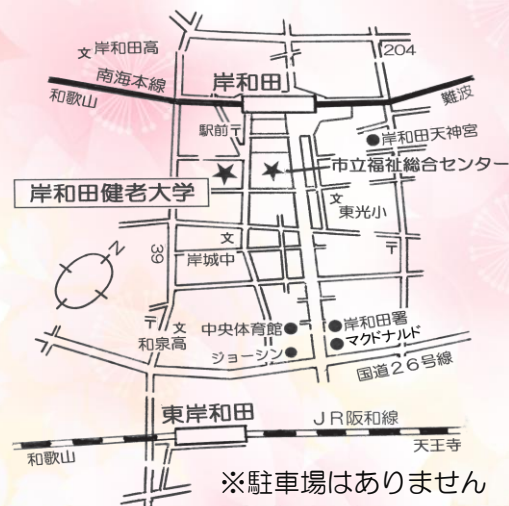 文 岸和田高
204
南海本線
岸和田
和歌山
難波
駅前〒
岸和田天神宮
市立福祉総合センター
岸和田健老大学
文
東光小
文
岸城中
39
N
〒
〒
文
和泉高
中央体育館
岸和田署
ジョーシン
マクドナルド
国道26号線
東岸和田
JR阪和線
和歌山
天王寺
※駐車場はありません